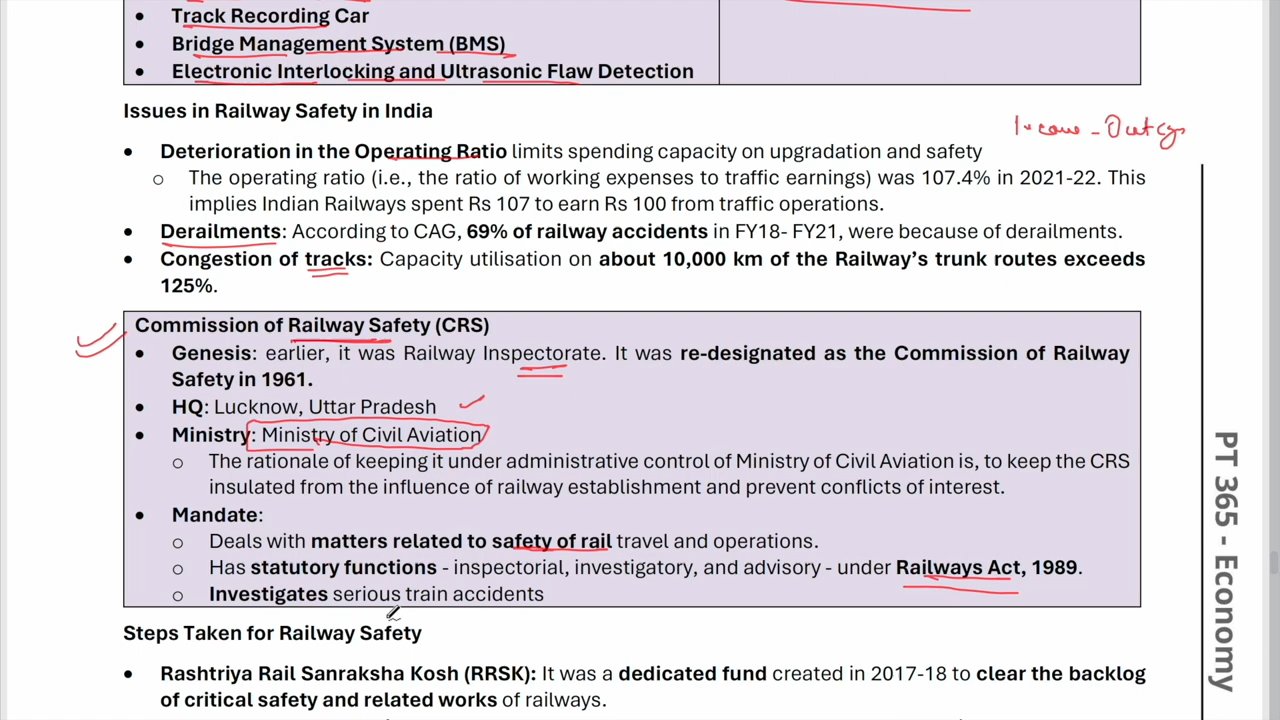 • Track Recording Car
• Bridge Management System (BMS)
• Electronic Interlocking and Ultrasonic Flaw Detection
Issues in Railway Safety in India
• Deterioration in the Operating Ratio limits spending capacity on upgradation and safety
o The operating ratio (i.e., the ratio of working expenses to traffic earnings) was 107.4% in 2021-22. This
implies Indian Railways spent Rs 107 to earn Rs 100 from traffic operations.
• Derailments: According to CAG, 69% of railway accidents in FY18- FY21, were because of derailments.
• Congestion of tracks: Capacity utilisation on about 10,000 km of the Railway's trunk routes exceeds
125%.
Commission of Railway Safety (CRS)
• Genesis: earlier, it was Railway Inspectorate. It was re-designated as the Commission of Railway
Safety in 1961.
• HQ: Lucknow, Uttar Pradesh
• Ministry: Ministry of Civil Aviation
o The rationale of keeping it under administrative control of Ministry of Civil Aviation is, to keep the CRS
insulated from the influence of railway establishment and prevent conflicts of interest.
• Mandate:
o Deals with matters related to safety of rail travel and operations.
o Has statutory functions - inspectorial, investigatory, and advisory - under Railways Act, 1989.
o Investigates serious train accidents
Steps Taken for Railway Safety
• Rashtriya Rail Sanraksha Kosh (RRSK): It was a dedicated fund created in 2017-18 to clear the backlog
of critical safety and related works of railways.
PT 365 - Economy